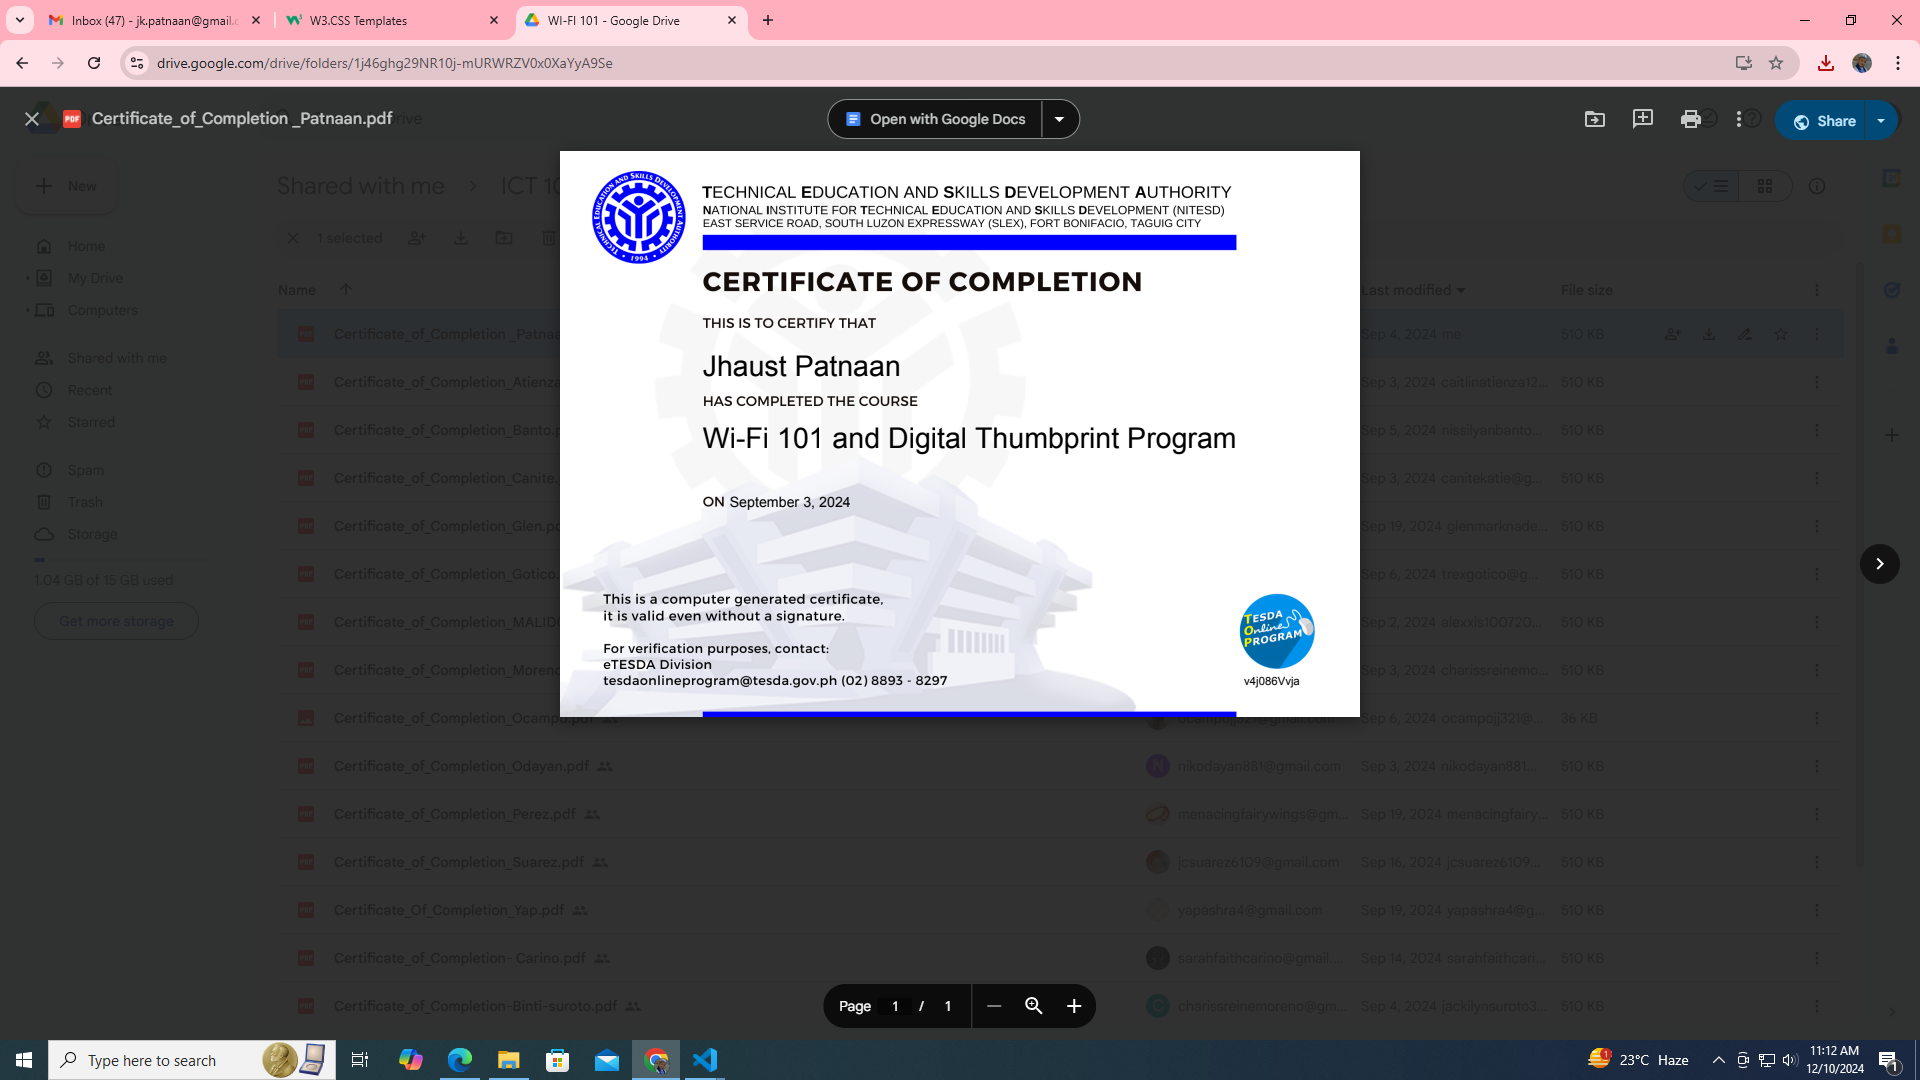 Inbox (47) - jk.patnaan@gmail.c
W3.CSS Templates
WI-FI 101 - Google Drive
drive.google.com/drive/folders/1j46ghg29NR10j-mURWRZV0x0XaYyA9Se
Certificate_of_Completion _Patnaan.pdf
Open with Google Docs
Share
New
Shared with me
ICT 10
1 selected
Home
My Drive
Computers
Shared with me
Recent
Starred
Spam
Trash
Storage
1.04 GB of 15 GB used
Get more storage
Name
Last modified
File size
Certificate_of_Completion _Patnaa
Sep 4, 2024 me
510 KB
Certificate_of_Completion_Atienza
Sep 3, 2024 caitlinatienza12...
510 KB
Certificate_of_Completion_Banto.p
Sep 5, 2024 nissilyanbanto...
510 KB
Certificate_of_Completion_Canite.
Sep 3, 2024 canitekatie@g...
510 KB
Certificate_of_Completion_Glen.pd
Sep 19, 2024 glenmarknade...
510 KB
Certificate_of_Completion_Gotico.
Sep 6, 2024 trexgotico@g...
510 KB
Certificate_of_Completion_MALID
Sep 2, 2024 alexxis100720...
510 KB
Certificate_of_Completion_Moreno
Sep 3, 2024 charissreinemo...
510 KB
Certificate_of_Completion_Ocampo.pdf
ocampojj321@gmail.com
Sep 6, 2024 ocampojj321@...
36 KB
Certificate_of_Completion_Odayan.pdf
N
nikodayan881@gmail.com
Sep 3, 2024 nikodayan881...
510 KB
Certificate_of_Completion_Perez.pdf
menacingfairywings@gm...
Sep 19, 2024 menacingfairy...
510 KB
Certificate_of_Completion_Suarez.pdf
jcsuarez6109@gmail.com
Sep 16, 2024 jcsuarez6109...
510 KB
Certificate_Of_Completion_Yap.pdf
yapashra4@gmail.com
Sep 19, 2024 yapashra4@g...
510 KB
Certificate_of_Completion- Carino.pdf
sarahfaithcarino@gmail....
Sep 14, 2024 sarahfaithcari...
510 KB
Certificate_of_Completion-Binti-suroto.pdf
C
charissreinemoreno@gm...
Sep 4, 2024 jackilynsuroto3...
510 KB
TECHNICAL EDUCATION AND SKILLS DEVELOPMENT AUTHORITY
• 1994 •
TECHNICAL EDUCATION AND SKILLS DEVELOPMENT AUTHORITY
NATIONAL INSTITUTE FOR TECHNICAL EDUCATION AND SKILLS DEVELOPMENT (NITESD)
EAST SERVICE ROAD, SOUTH LUZON EXPRESSWAY (SLEX), FORT BONIFACIO, TAGUIG CITY
CERTIFICATE OF COMPLETION
THIS IS TO CERTIFY THAT
Jhaust Patnaan
HAS COMPLETED THE COURSE
Wi-Fi 101 and Digital Thumbprint Program
ON September 3, 2024
This is a computer generated certificate,
it is valid even without a signature.
For verification purposes, contact:
eTESDA Division
tesdaonlineprogram@tesda.gov.ph (02) 8893 - 8297
TESDA
Online
PROGRAM
v4j086Vvja
Page 1 / 1
Type here to search
1
23°C Haze
11:12 AM
12/10/2024
1